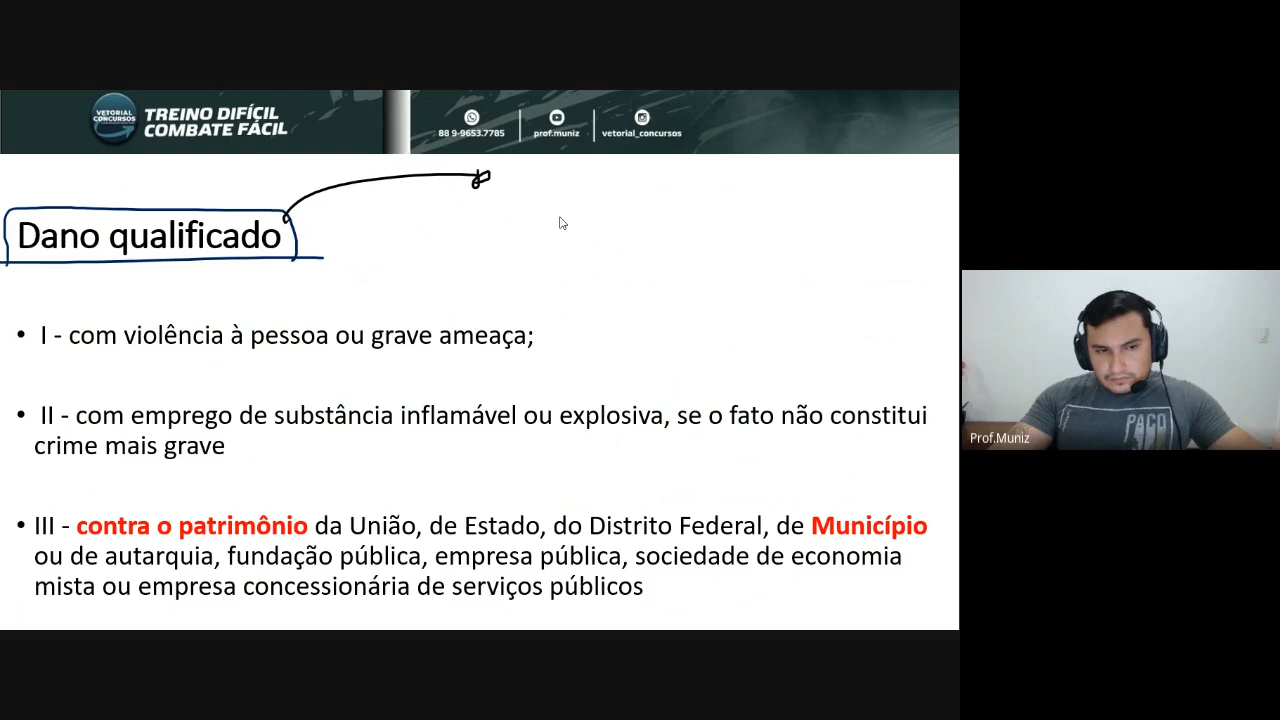 VETORIAL
CONCURSOS
TREINO DIFÍCIL
COMBATE FÁCIL
88 9-9653.7785
prof.muniz
vetorial_concursos
Dano qualificado
• I - com violência à pessoa ou grave ameaça;
• II - com emprego de substância inflamável ou explosiva, se o fato não constitui
crime mais grave
• III - contra o patrimônio da União, de Estado, do Distrito Federal, de Município
ou de autarquia, fundação pública, empresa pública, sociedade de economia
mista ou empresa concessionária de serviços públicos
PACO
Prof.Muniz